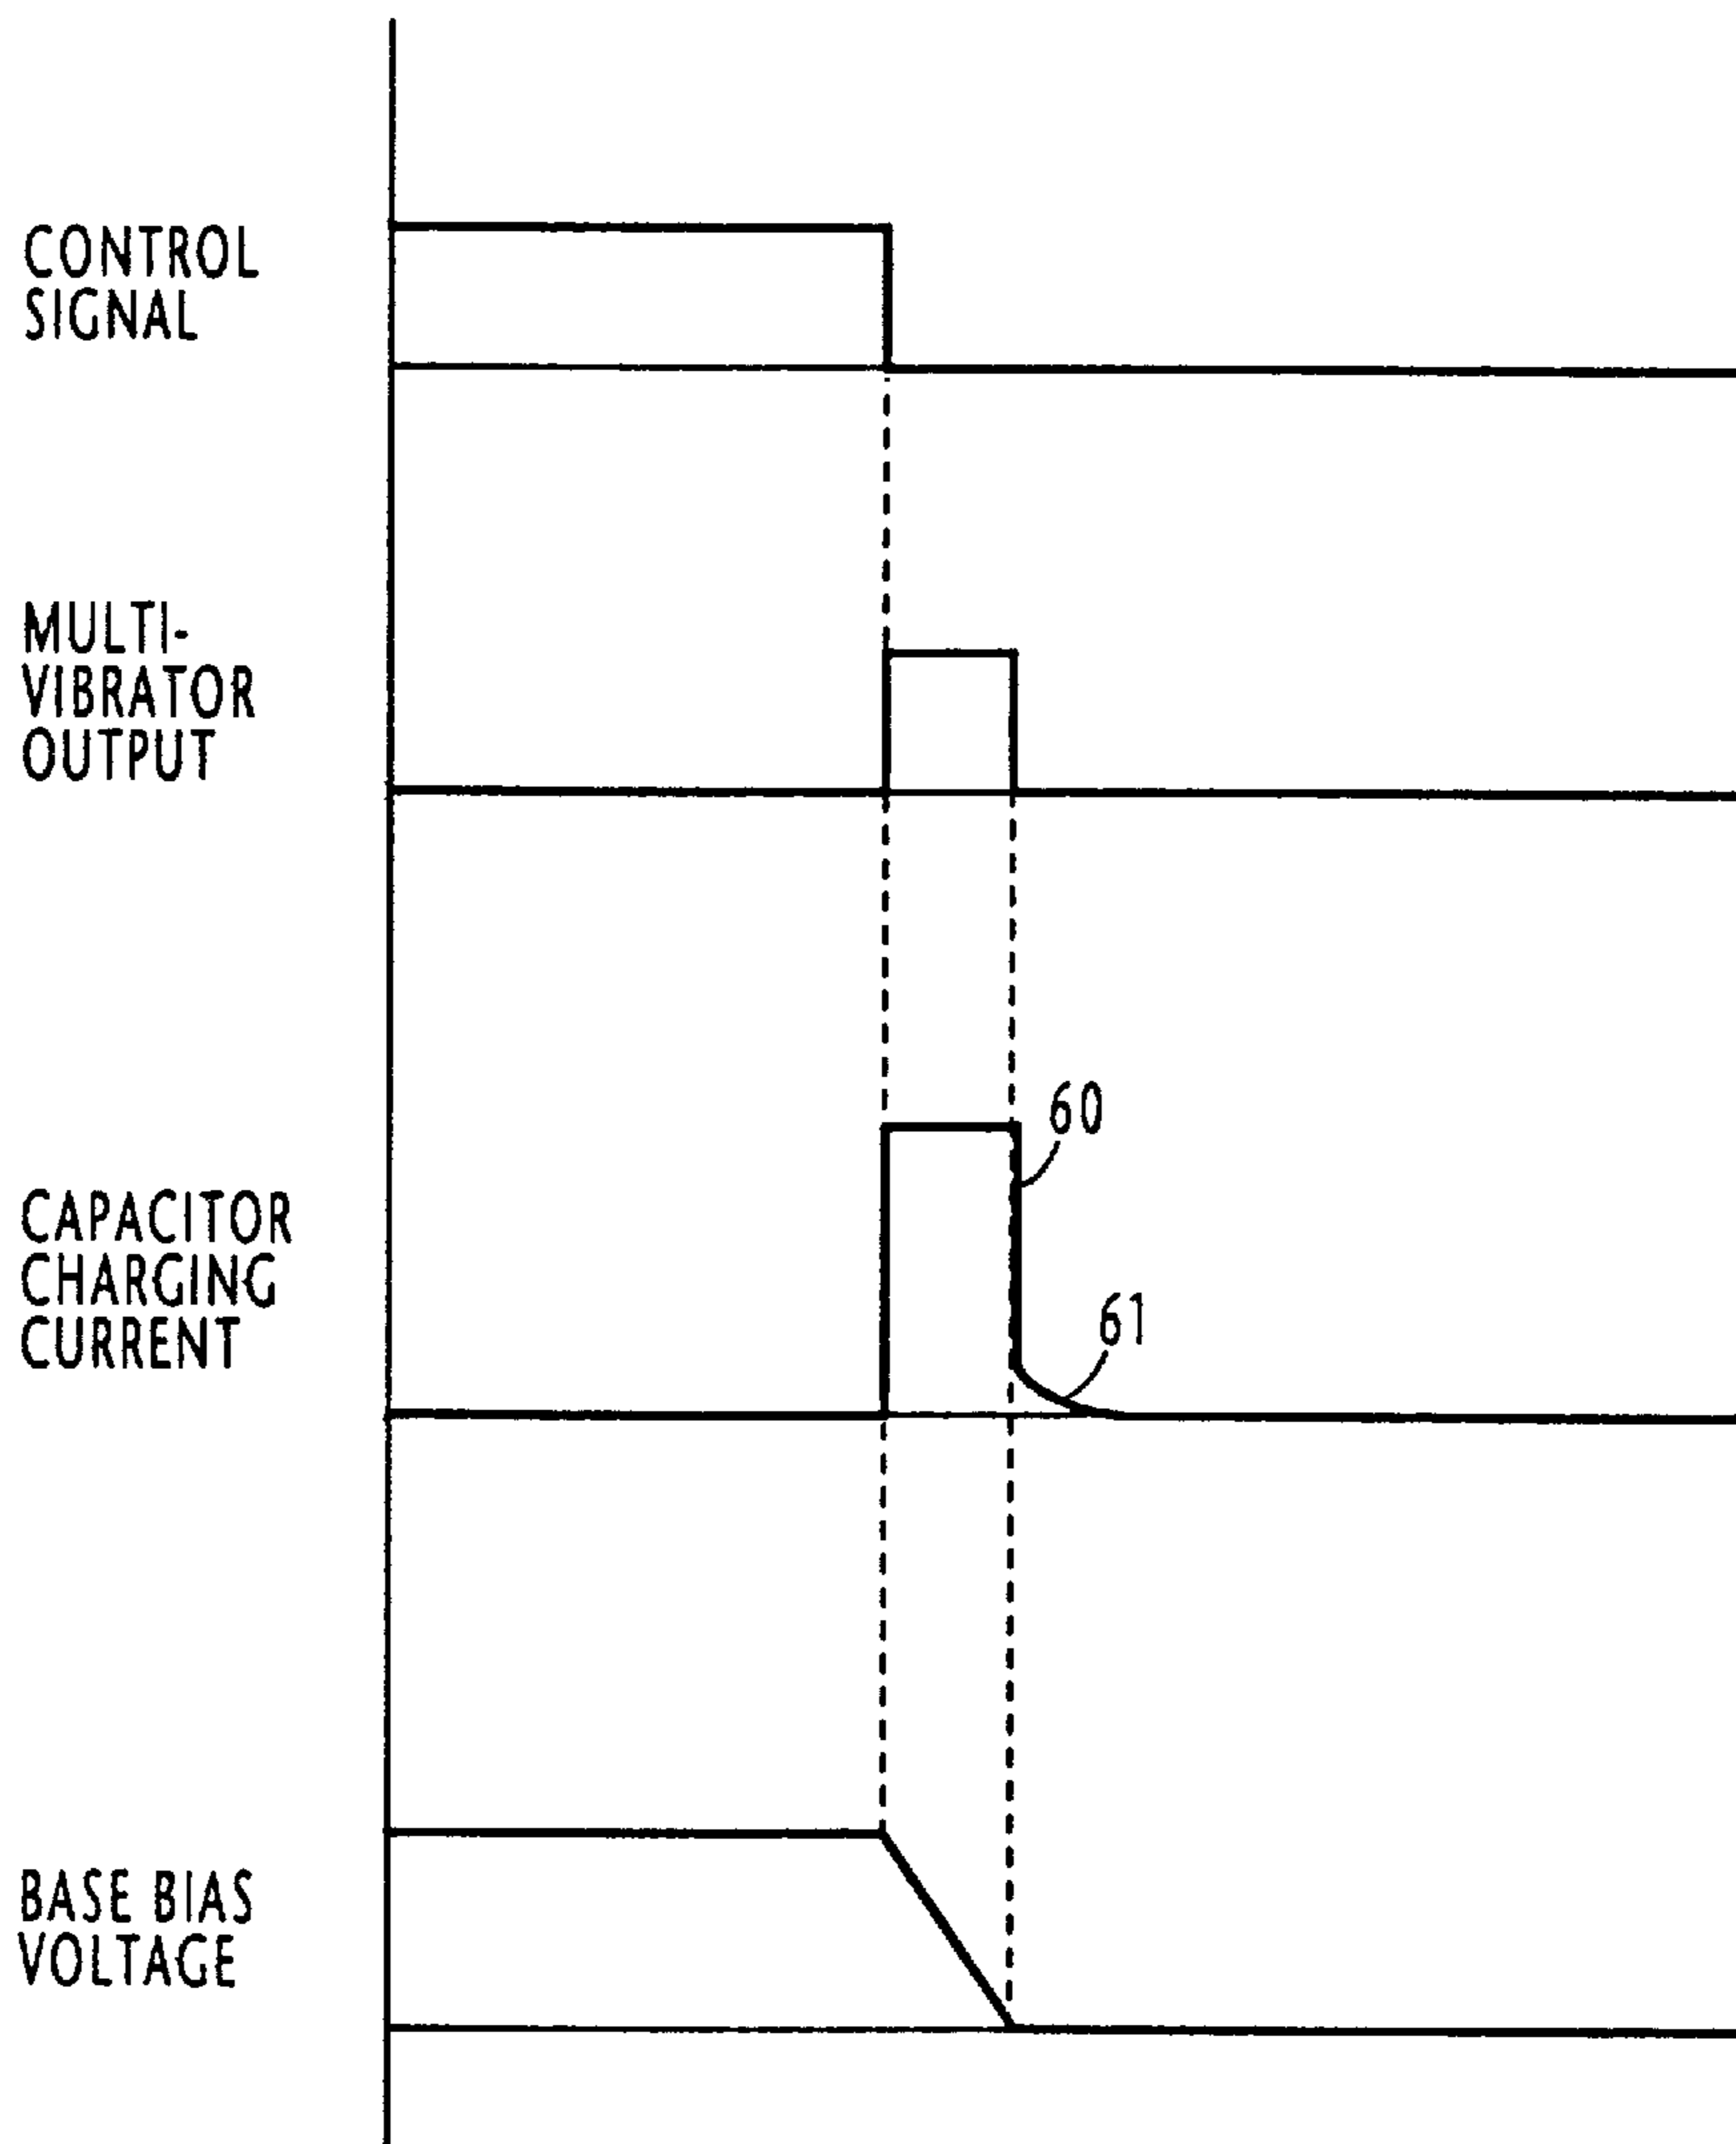 CONTROL
SIGNAL
MULTI-
VIBRATOR
OUTPUT
60
CAPACITOR
CHARGING
CURRENT
61
BASE BIAS
VOLTAGE